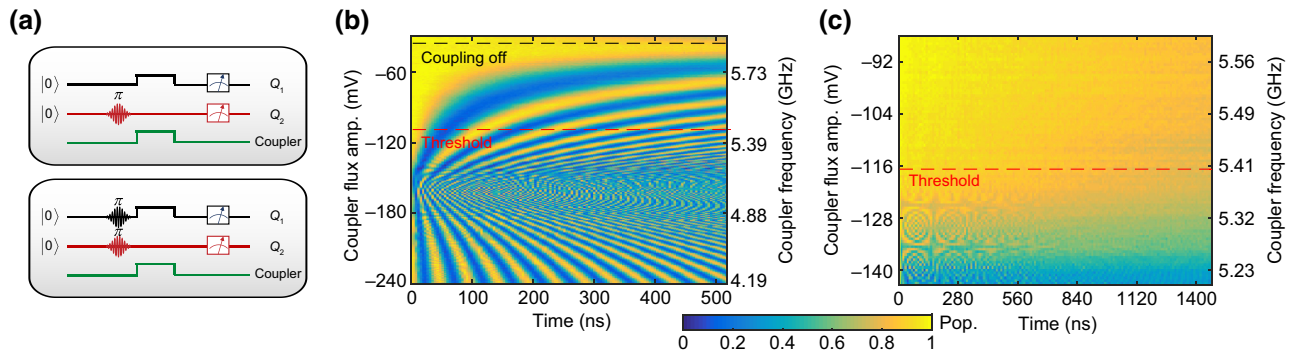 (a)
|0⟩ Q1
π
|0⟩ Q2
Coupler
π
|0⟩ Q1
π
|0⟩ Q2
Coupler
(b)
Coupling off
Threshold
Coupler flux amp. (mV)
−60
−120
−180
−240
0 100 200 300 400 500
Time (ns)
5.73
5.39
4.88
4.19
Coupler frequency (GHz)
(c)
Threshold
Coupler flux amp. (mV)
−92
−104
−116
−128
−140
0 280 560 840 1120 1400
Time (ns)
5.56
5.49
5.41
5.32
5.23
Coupler frequency (GHz)
Pop.
0 0.2 0.4 0.6 0.8 1